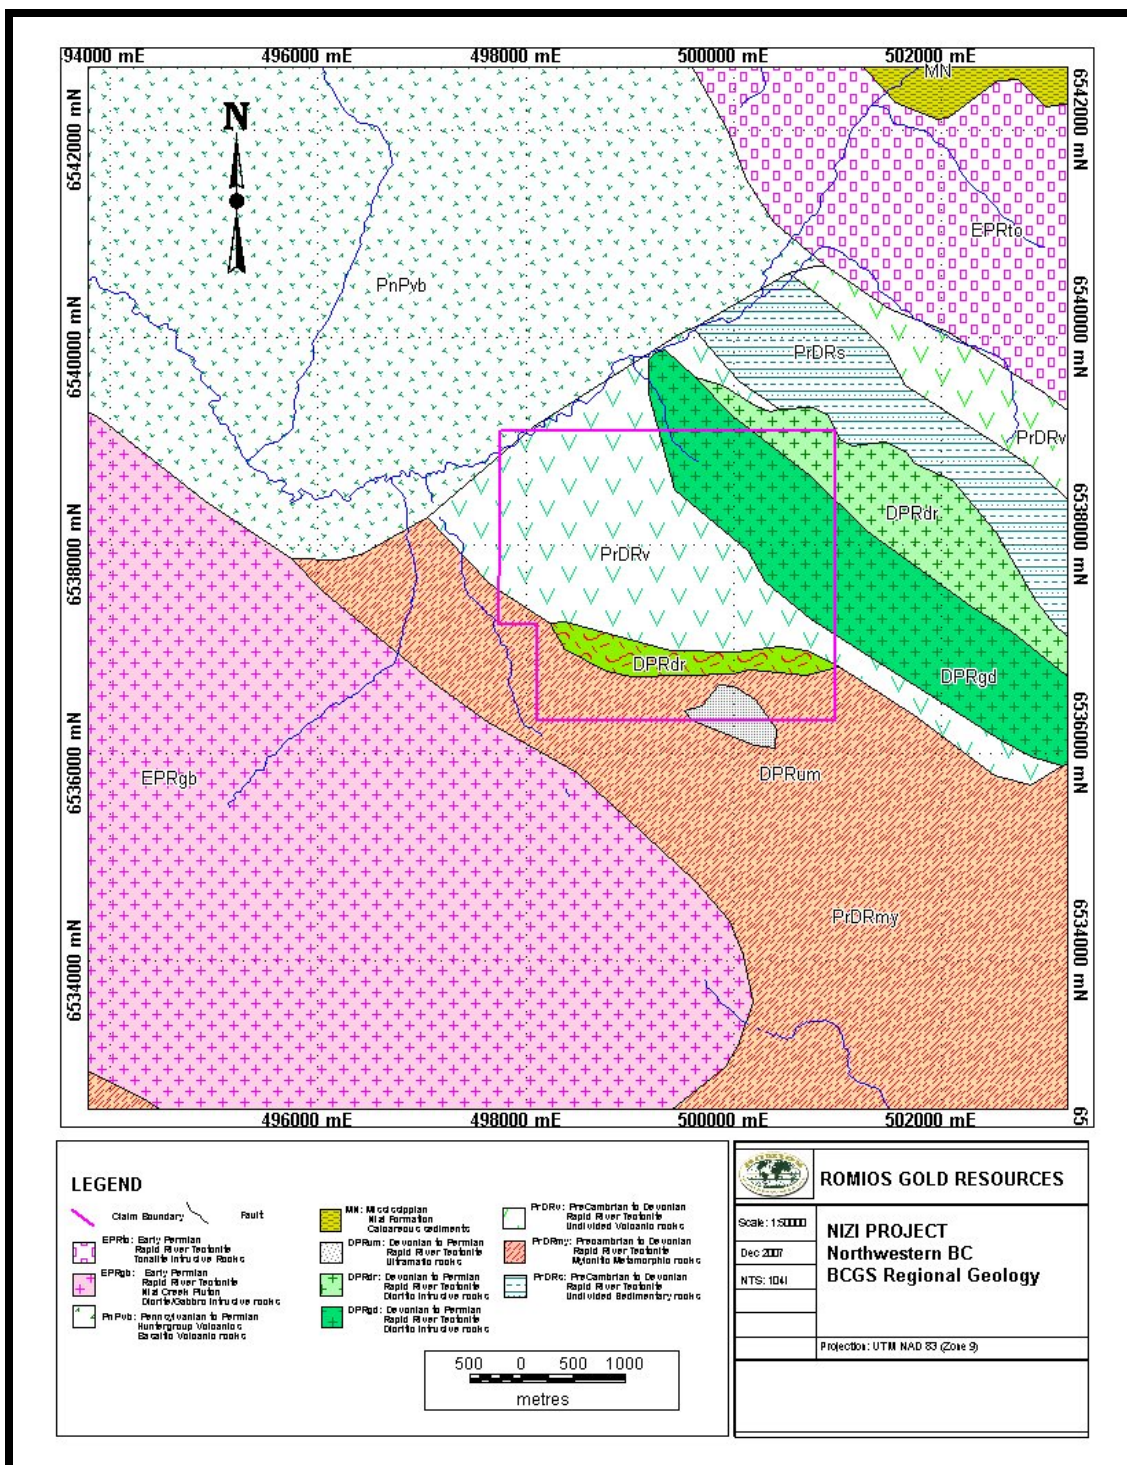 494000 mE 496000 mE 498000 mE 500000 mE 502000 mE
6542000 mN
6540000 mN
6538000 mN
6536000 mN
6534000 mN
6542000 mN
6540000 mN
6538000 mN
6536000 mN
6534000 mN
65
N
MN
EPRto
PnPvb
PrDRs
PrDRv
DPRdr
PrDRv
DPRdr
DPRgd
EPRgb
DPRum
PrDRmy
496000 mE 498000 mE 500000 mE 502000 mE
LEGEND
Claim Boundary
Fault
EPRto: Early Permian
Rapid River Tectonite
Tonalite Intrusive Rocks
EPRgb: Early Permian
Rapid River Tectonite
Nizi Creek Pluton
Diorite/Gabbro Intrusive rocks
PnPvb: Pennsylvanian to Permian
Huntergroup Volcanics
Basaltic Volcanic rocks
MN: Mississippian
Nizi Formation
Calcareous sediments
DPRum: Devonian to Permian
Rapid River Tectonite
Ultramafic rocks
DPRdr: Devonian to Permian
Rapid River Tectonite
Diorite Intrusive rocks
DPRgd: Devonian to Permian
Rapid River Tectonite
Diorite Intrusive rocks
PrDRv: PreCambrian to Devonian
Rapid River Tectonite
Undivided Volcanic rocks
PrDRmy: Precambrian to Devonian
Rapid River Tectonite
Mylonitic Metamorphic rocks
PrDRs: PreCambrian to Devonian
Rapid River Tectonite
Undivided Sedimentary rocks
500 0 500 1000
metres
ROMIOS
ROMIOS GOLD RESOURCES
Scale: 1:50000
Dec 2007
NTS: 104I
NIZI PROJECT
Northwestern BC
BCGS Regional Geology
Projection: UTM NAD 83 (Zone 9)